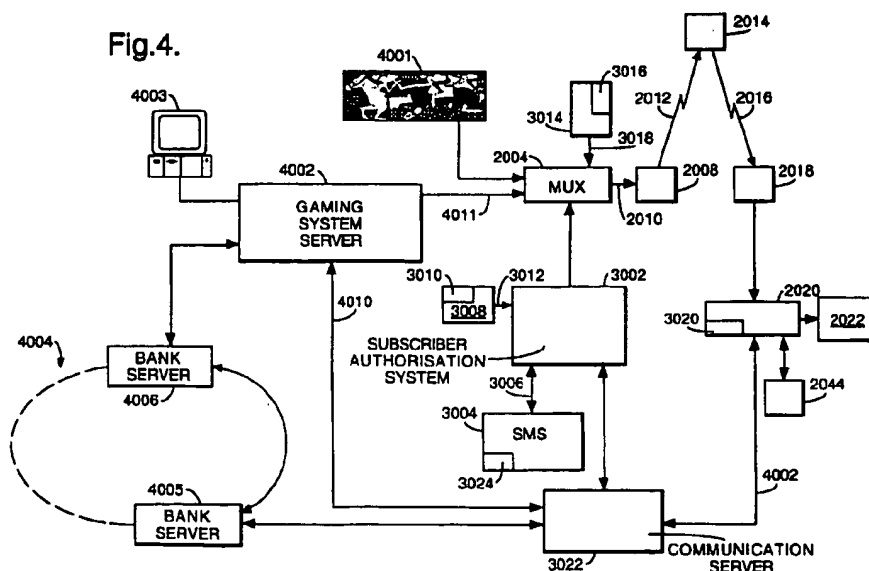 Fig.4.
4003
4001
3016
3014
3018
2014
2012
2016
4002
GAMING
SYSTEM
SERVER
4011
2004
MUX
2010
2008
2018
4010
3010
3008
3012
3002
SUBSCRIBER
AUTHORISATION
SYSTEM
2020
3020
2022
2044
4004
BANK
SERVER
4006
3006
3004
SMS
3024
4002
4005
BANK
SERVER
3022
COMMUNICATION
SERVER